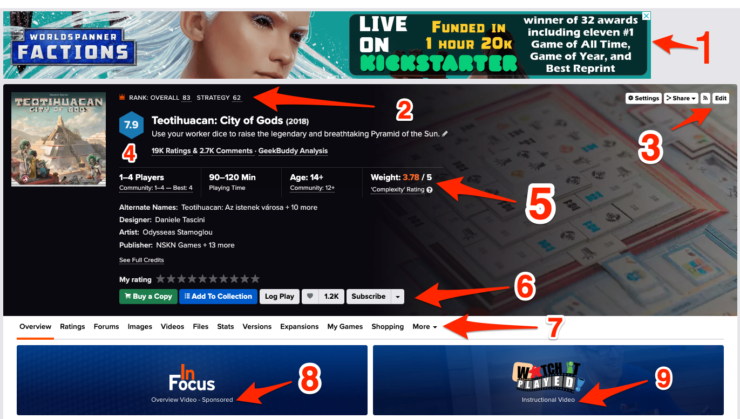 WORLDSPANNER
FACTIONS
LIVE
ON
KICKSTARTER
FUNDED IN
1 HOUR 20K
winner of 32 awards
including eleven #1
Game of All Time,
Game of Year, and
Best Reprint
1
TEOTIHUACAN
CITY OF GODS
RANK: OVERALL 83 STRATEGY 62
2
Settings
Share
Edit
3
7.9
4
Teotihuacan: City of Gods (2018)
Use your worker dice to raise the legendary and breathtaking Pyramid of the Sun.
19K Ratings & 2.7K Comments · GeekBuddy Analysis
1–4 Players
Community: 1–4 — Best: 4
90–120 Min
Playing Time
Age: 14+
Community: 12+
Weight: 3.78 / 5
'Complexity' Rating
5
Alternate Names: Teotihuacan: Az istenek városa + 10 more
Designer: Daniele Tascini
Artist: Odysseas Stamoglou
Publisher: NSKN Games + 13 more
See Full Credits
My rating
Buy a Copy Add To Collection Log Play 1.2K Subscribe
6
Overview Ratings Forums Images Videos Files Stats Versions Expansions My Games Shopping More
7
In
Focus
Overview Video - Sponsored
8
WATCH IT
PLAYED!
Instructional Video
9